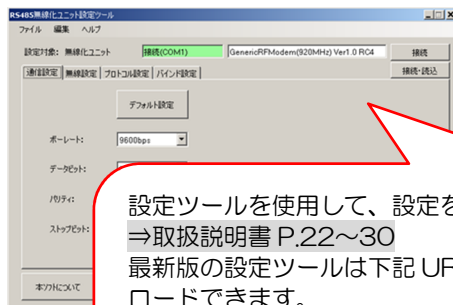 RS485無線化ユニット設定ツール
ファイル 編集 ヘルプ
設定対象: 無線化ユニット 接続(COM1) GenericRFModem(920MHz) Ver1.0 RC4 接続
通信設定 無線設定 プロトコル設定 バインド設定 接続・読込
デフォルト設定
ボーレート: 9600bps
データビット:
パリティ:
ストップビット:
設定ツールを使用して、設定を
⇒取扱説明書 P.22～30
最新版の設定ツールは下記 UR
ロードできます。
本ソフトについて